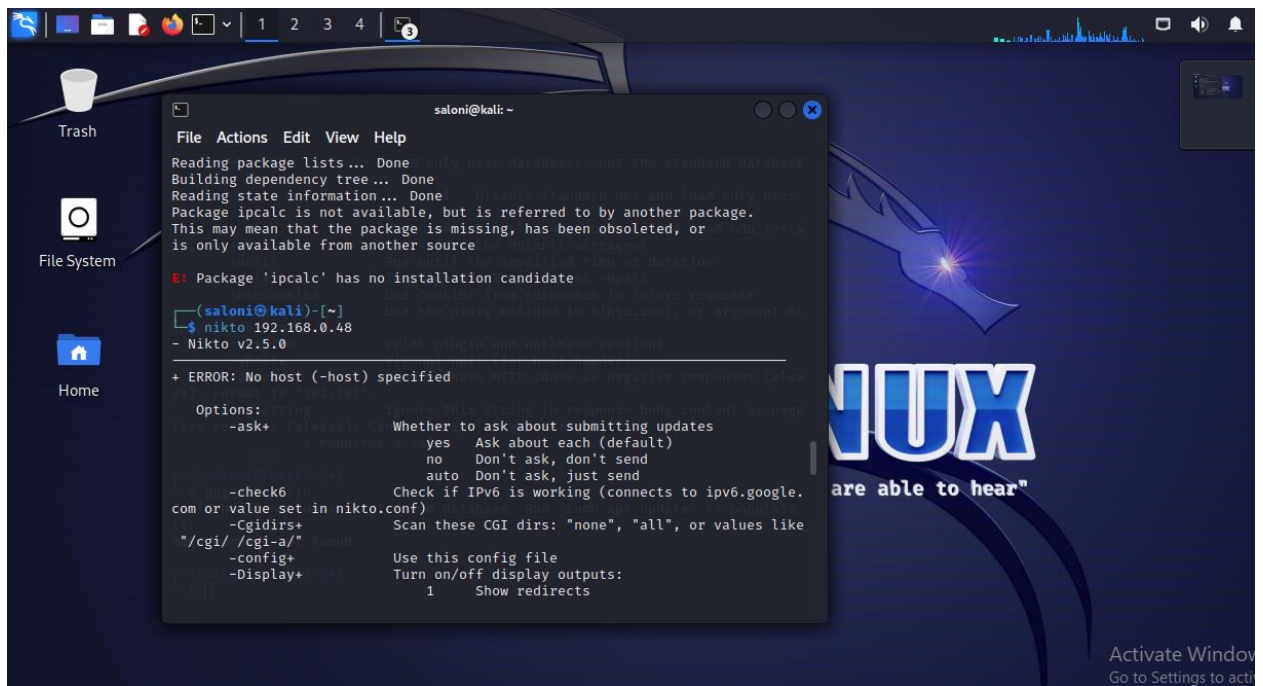 1 2 3 4 3
Trash
File System
Home
saloni@kali: ~
File Actions Edit View Help
Reading package lists... Done
Building dependency tree... Done
Reading state information... Done
Package ipcalc is not available, but is referred to by another package.
This may mean that the package is missing, has been obsoleted, or
is only available from another source
E: Package 'ipcalc' has no installation candidate
┌──(saloni㉿kali)-[~]
└─$ nikto 192.168.0.48
- Nikto v2.5.0
+ ERROR: No host (-host) specified
Options:
-ask+ Whether to ask about submitting updates
yes Ask about each (default)
no Don't ask, don't send
auto Don't ask, just send
-check6 Check if IPv6 is working (connects to ipv6.google.
com or value set in nikto.conf)
-Cgidirs+ Scan these CGI dirs: "none", "all", or values like
"/cgi/ /cgi-a/"
-config+ Use this config file
-Display+ Turn on/off display outputs:
1 Show redirects
NUX
are able to hear"
Activate Window
Go to Settings to acti